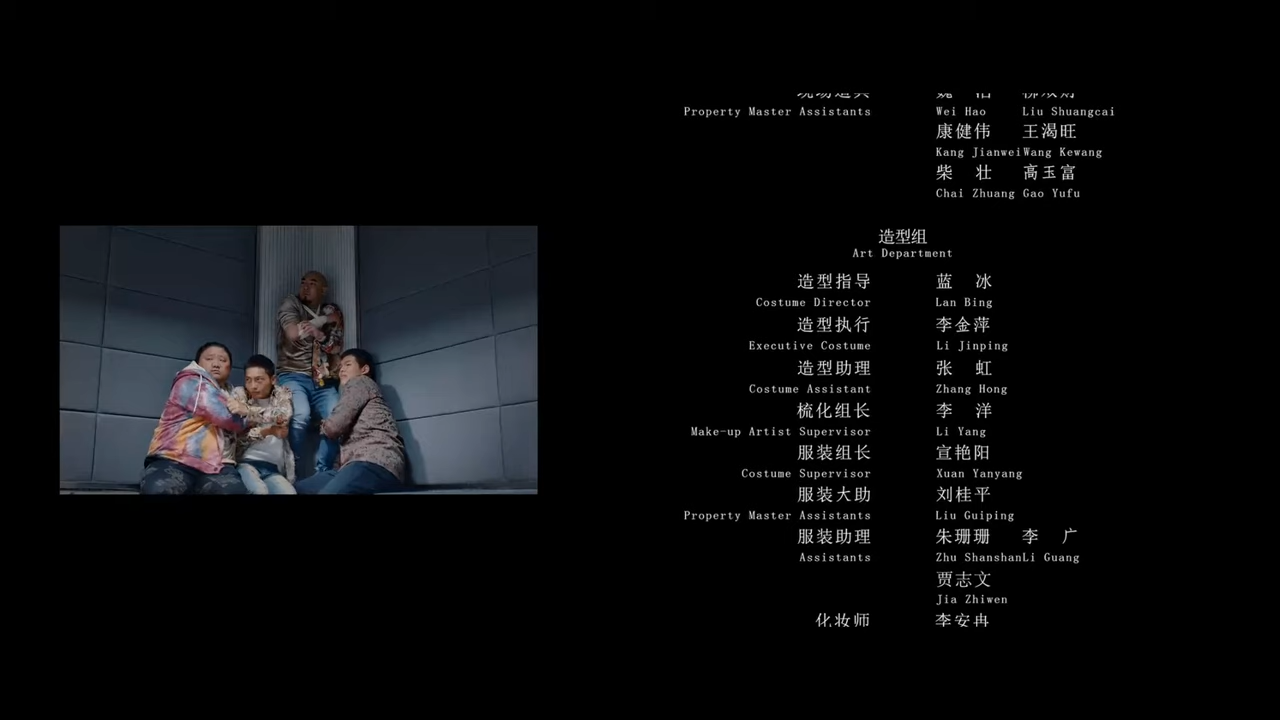 Property Master Assistants Wei Hao Liu Shuangcai
康健伟 王渴旺
Kang Jianwei Wang Kewang
柴 壮 高玉富
Chai Zhuang Gao Yufu
造型组
Art Department
造型指导 蓝 冰
Costume Director Lan Bing
造型执行 李金萍
Executive Costume Li Jinping
造型助理 张 虹
Costume Assistant Zhang Hong
梳化组长 李 洋
Make-up Artist Supervisor Li Yang
服装组长 宣艳阳
Costume Supervisor Xuan Yanyang
服装大助 刘桂平
Property Master Assistants Liu Guiping
服装助理 朱珊珊 李 广
Assistants Zhu Shanshan Li Guang
贾志文
Jia Zhiwen
化妆师 李安冉